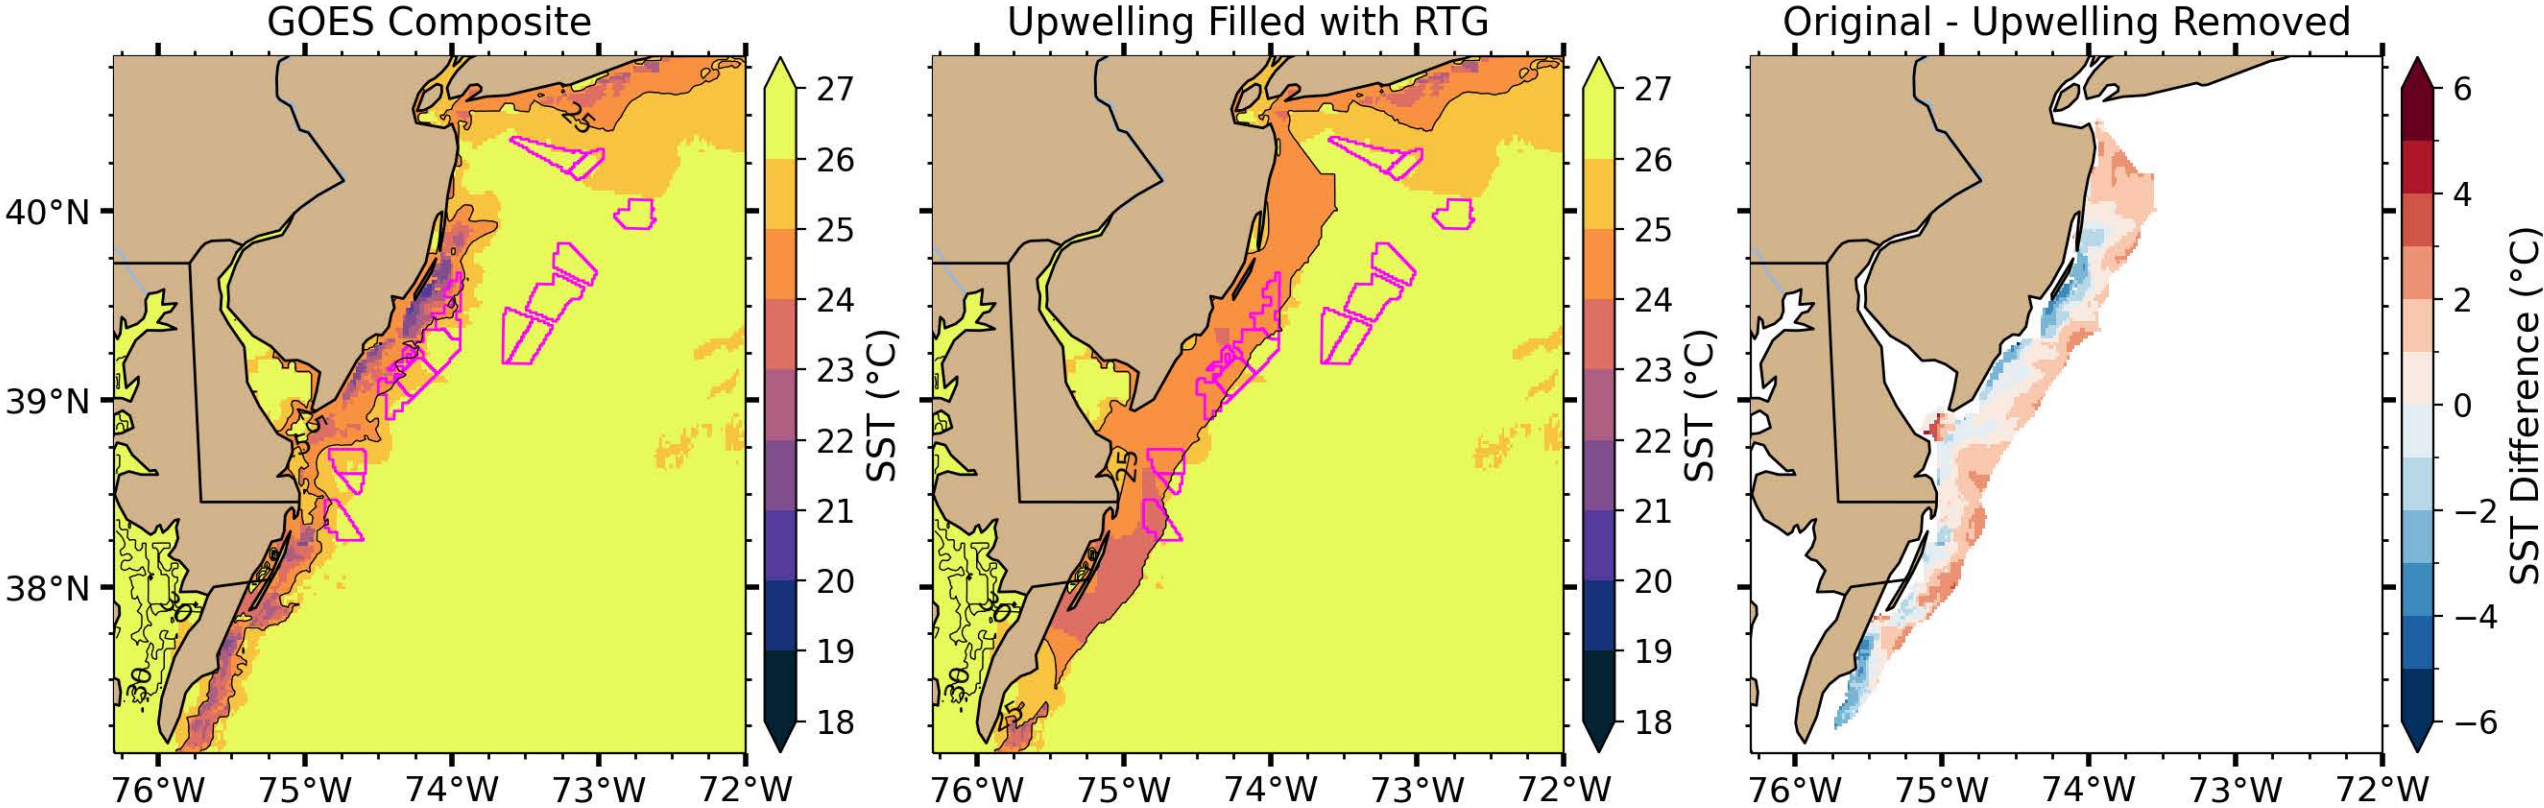 GOES Composite
Upwelling Filled with RTG
Original - Upwelling Removed
40°N
39°N
38°N
76°W 75°W 74°W 73°W 72°W
25
30
27
26
25
24
23
22
21
20
19
18
SST (°C)
76°W 75°W 74°W 73°W 72°W
25
25
30
27
26
25
24
23
22
21
20
19
18
SST (°C)
76°W 75°W 74°W 73°W 72°W
6
4
2
0
−2
−4
−6
SST Difference (°C)